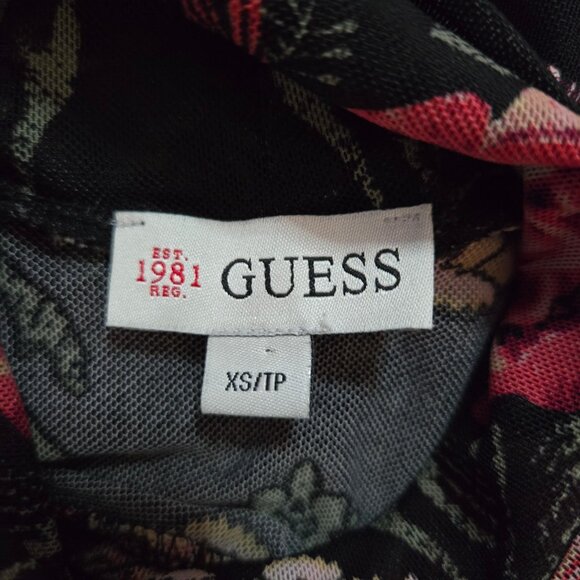 EST.
1981 GUESS
REG.
XS/TP